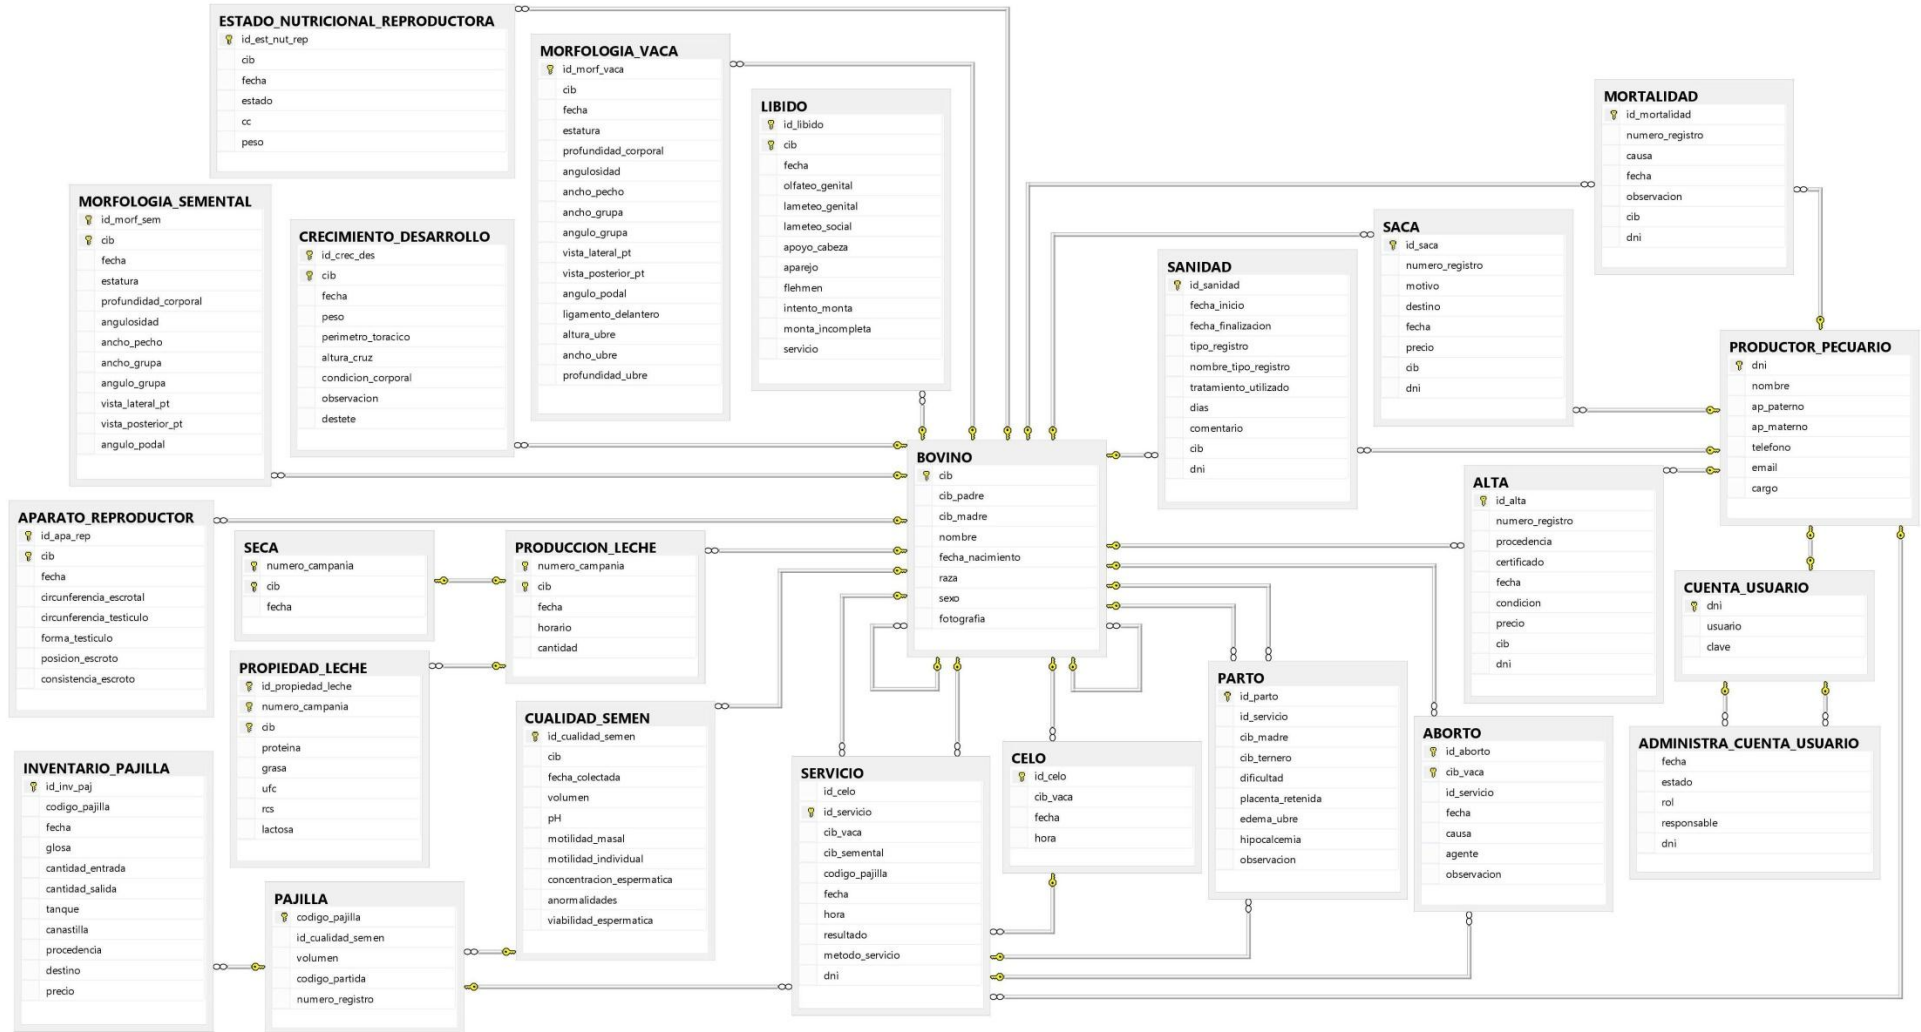 ESTADO_NUTRICIONAL_REPRODUCTORA
id_est_nut_rep
cib
fecha
estado
cc
peso
MORFOLOGIA_VACA
id_morf_vaca
cib
fecha
estatura
profundidad_corporal
angulosidad
ancho_pecho
ancho_grupa
angulo_grupa
vista_lateral_pt
vista_posterior_pt
angulo_podal
ligamento_delantero
altura_ubre
ancho_ubre
profundidad_ubre
LIBIDO
id_libido
cib
fecha
olfateo_genital
lameteo_genital
lameteo_social
apoyo_cabeza
aparejo
flehmen
intento_monta
monta_incompleta
servicio
MORTALIDAD
id_mortalidad
numero_registro
causa
fecha
observacion
cib
dni
MORFOLOGIA_SEMENTAL
id_morf_sem
cib
fecha
estatura
profundidad_corporal
angulosidad
ancho_pecho
ancho_grupa
angulo_grupa
vista_lateral_pt
vista_posterior_pt
angulo_podal
CRECIMIENTO_DESARROLLO
id_crec_des
cib
fecha
peso
perimetro_toracico
altura_cruz
condicion_corporal
observacion
destete
SANIDAD
id_sanidad
fecha_inicio
fecha_finalizacion
tipo_registro
nombre_tipo_registro
tratamiento_utilizado
dias
comentario
cib
dni
SACA
id_saca
numero_registro
motivo
destino
fecha
precio
cib
dni
PRODUCTOR_PECUARIO
dni
nombre
ap_paterno
ap_materno
telefono
email
cargo
BOVINO
cib
cib_padre
cib_madre
nombre
fecha_nacimiento
raza
sexo
fotografia
ALTA
id_alta
numero_registro
procedencia
certificado
fecha
condicion
precio
cib
dni
APARATO_REPRODUCTOR
id_apa_rep
cib
fecha
circunferencia_escrotal
circunferencia_testiculo
forma_testiculo
posicion_escroto
consistencia_escroto
SECA
numero_campania
cib
fecha
PRODUCCION_LECHE
numero_campania
cib
fecha
horario
cantidad
CUENTA_USUARIO
dni
usuario
clave
PROPIEDAD_LECHE
id_propiedad_leche
numero_campania
cib
proteina
grasa
ufc
rcs
lactosa
CUALIDAD_SEMEN
id_cualidad_semen
cib
fecha_colectada
volumen
pH
motilidad_masal
motilidad_individual
concentracion_espermatica
anormalidades
viabilidad_espermatica
PARTO
id_parto
id_servicio
cib_madre
cib_ternero
dificultad
placenta_retenida
edema_ubre
hipocalcemia
observacion
ABORTO
id_aborto
cib_vaca
id_servicio
fecha
causa
agente
observacion
ADMINISTRA_CUENTA_USUARIO
fecha
estado
rol
responsable
dni
INVENTARIO_PAJILLA
id_inv_paj
codigo_pajilla
fecha
glosa
cantidad_entrada
cantidad_salida
tanque
canastilla
procedencia
destino
precio
SERVICIO
id_celo
id_servicio
cib_vaca
cib_semental
codigo_pajilla
fecha
hora
resultado
metodo_servicio
dni
CELO
id_celo
cib_vaca
fecha
hora
PAJILLA
codigo_pajilla
id_cualidad_semen
volumen
codigo_partida
numero_registro